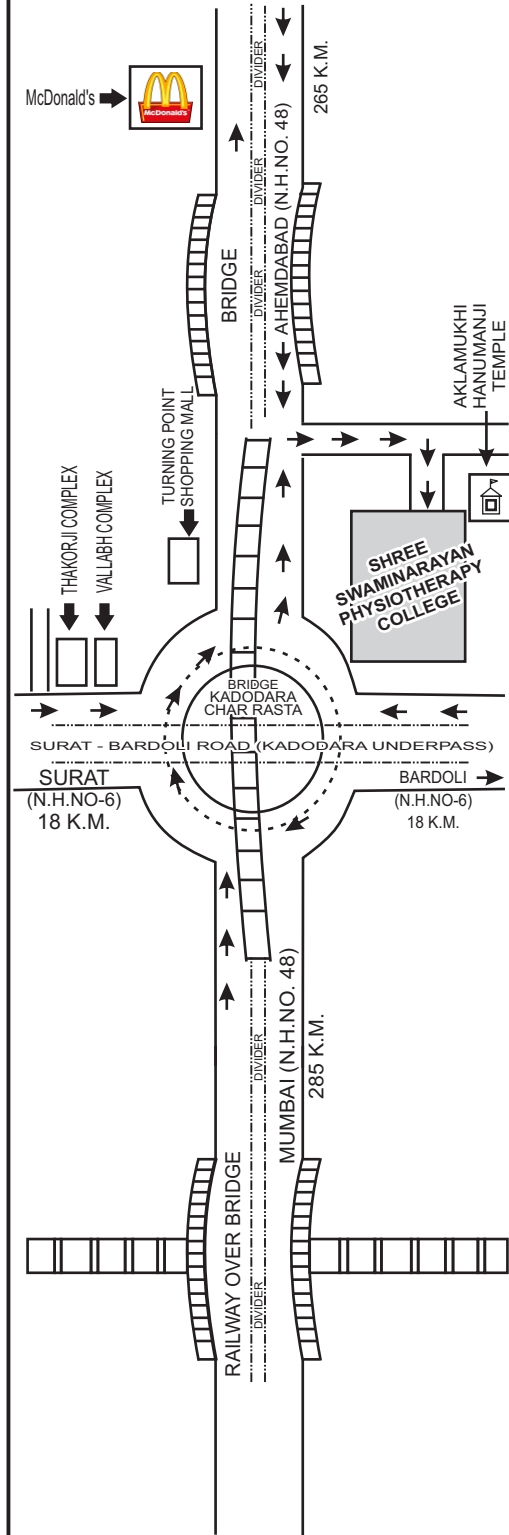 McDonald's
McDonald's
DIVIDER
DIVIDER
DIVIDER
AHEMDABAD (N.H.NO. 48)
265 K.M.
BRIDGE
TURNING POINT
SHOPPING MALL
THAKORJI COMPLEX
VALLABH COMPLEX
AKLAMUKHI
HANUMANJI
TEMPLE
SHREE
SWAMINARAYAN
PHYSIOTHERAPY
COLLEGE
BRIDGE
KADODARA
CHAR RASTA
SURAT - BARDOLI ROAD (KADODARA UNDERPASS)
SURAT
(N.H.NO-6)
18 K.M.
BARDOLI
(N.H.NO-6)
18 K.M.
MUMBAI (N.H.NO. 48)
285 K.M.
DIVIDER
RAILWAY OVER BRIDGE
DIVIDER